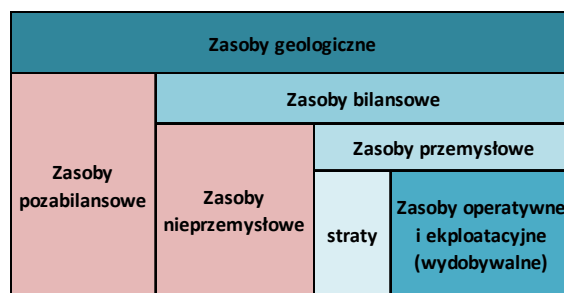 Zasoby geologiczne
Zasoby bilansowe
Zasoby
pozabilansowe
Zasoby
nieprzemysłowe
Zasoby przemysłowe
straty
Zasoby operatywne
i ekploatacyjne
(wydobywalne)